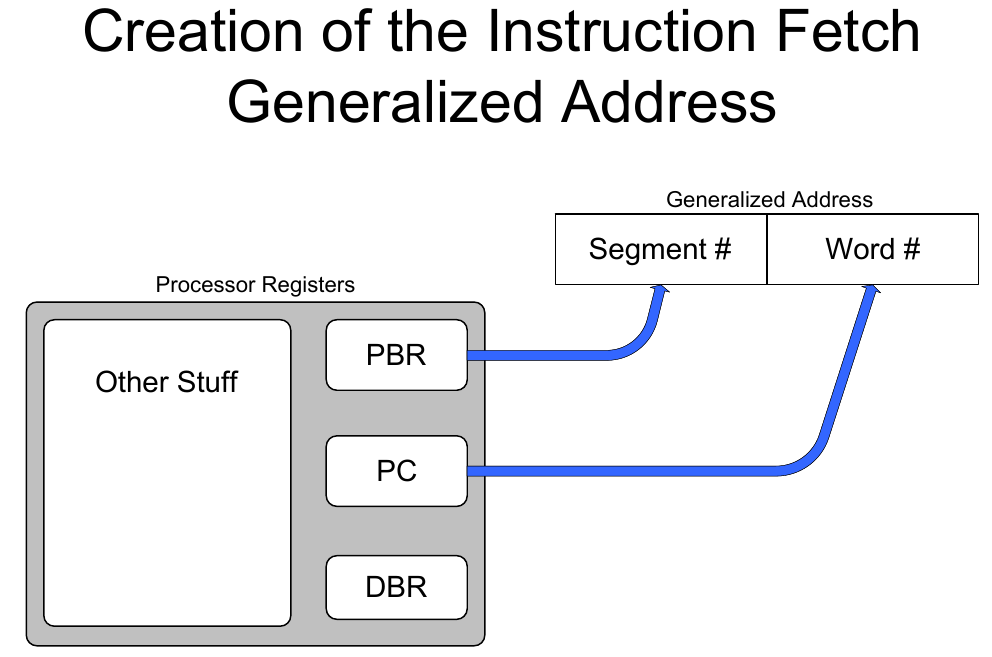 Creation of the Instruction Fetch
Generalized Address
Generalized Address
Segment #
Word #
Processor Registers
Other Stuff
PBR
PC
DBR